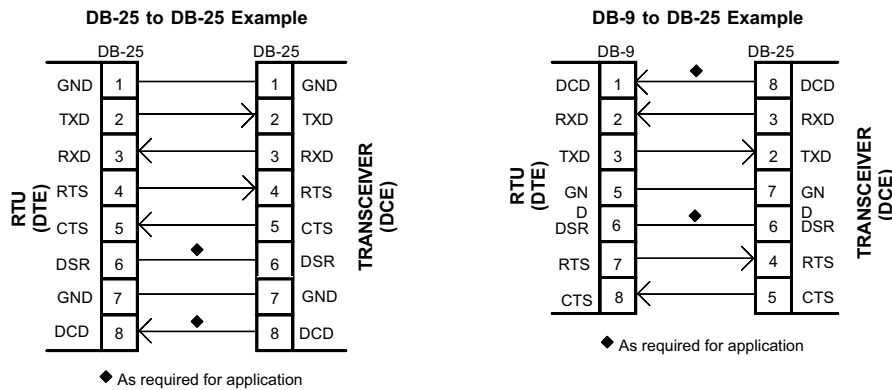 DB-25 to DB-25 Example
DB-25 DB-25
GND 1 1 GND
TXD 2 2 TXD
RXD 3 3 RXD
RTS 4 4 RTS
CTS 5 5 CTS
DSR 6 6 DSR
GND 7 7 GND
DCD 8 8 DCD
RTU
(DTE)
TRANSCEIVER
(DCE)
◆ As required for application
DB-9 to DB-25 Example
DB-9 DB-25
DCD 1 8 DCD
RXD 2 3 RXD
TXD 3 2 TXD
GN 5 7 GN
D D
DSR 6 6 DSR
RTS 7 4 RTS
CTS 8 5 CTS
RTU
(DTE)
TRANSCEIVER
(DCE)
◆ As required for application